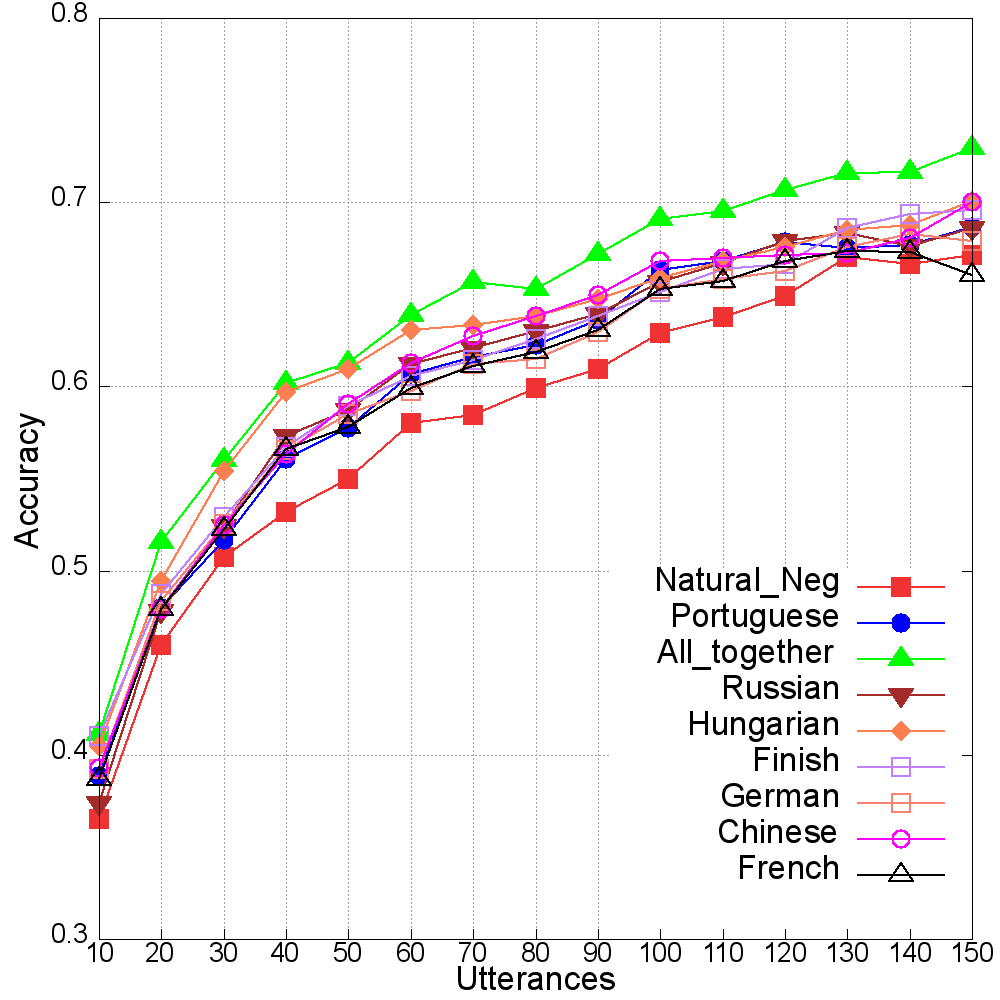 0.8
0.7
0.6
0.5
0.4
0.3
Accuracy
Natural_Neg
Portuguese
All_together
Russian
Hungarian
Finish
German
Chinese
French
10 20 30 40 50 60 70 80 90 100 110 120 130 140 150
Utterances